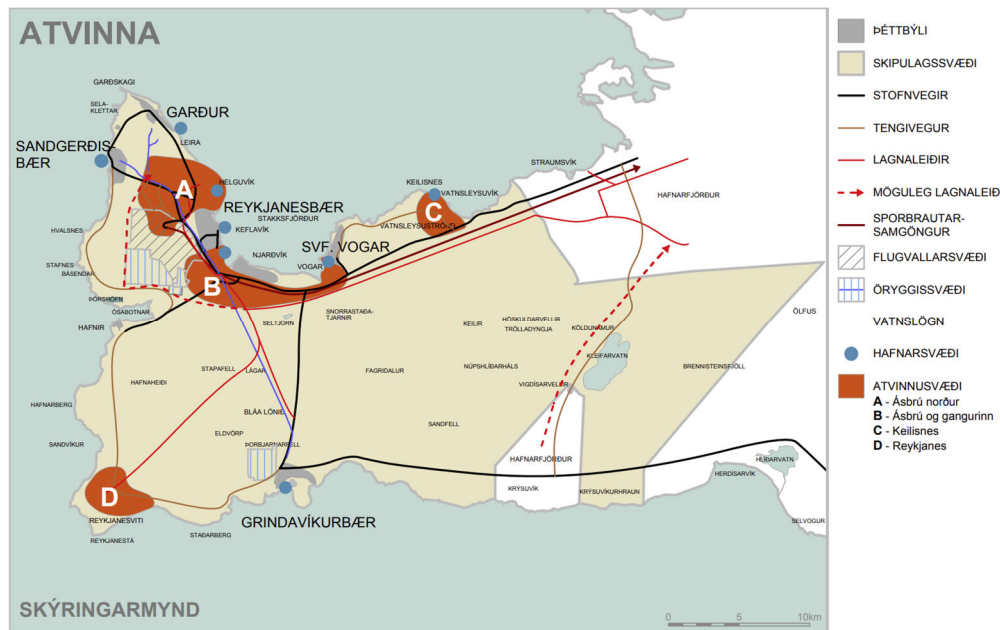 ATVINNA
GARÐSKAGI
SELA-
KLETTAR
GARÐUR
LEIRA
SANDGERÐIS-
BÆR
A
HELGUVÍK
REYKJANESBÆR
STAKKSFJÖRÐUR
KEFLAVÍK
NJARÐVÍK
HVALSNES
STAFNES
BÁSENDAR
ÞÓRSHÖFN
ÓSABOTNAR
HAFNIR
B
SVF. VOGAR
VOGAR
SNORRASTAÐA-
TJARNIR
SELTJÖRN
KEILISNES
VATNSLEYSUVÍK
C
VATNSLEYSUSTRÖND
STRAUMSVÍK
HAFNARFJÖRÐUR
KEILIR
HÖSKULDARVELLIR
TRÖLLADYNGJA
KÖLDUNÁMUR
KLEIFARVATN
ÖLFUS
STAPAFELL
LÁGAR
FAGRIDALUR
NÚPSHLÍÐARHÁLS
VIGDÍSARVELLIR
BRENNISTEINSFJÖLL
HAFNAHEIÐI
HAFNARBERG
BLÁA LÓNIÐ
ELDVÖRP
ÞORBJARNARFELL
SANDFELL
SANDVÍKUR
HAFNARFJÖRÐUR
KRÝSUVÍK
KRÝSUVÍKURHRAUN
HERDÍSARVÍK
HLÍÐARVATN
SELVOGUR
D
REYKJANESVITI
REYKJANESTÁ
STAÐARBERG
GRINDAVÍKURBÆR
SKÝRINGARMYND
0 5 10km
ÞÉTTBÝLI
SKIPULAGSSVÆÐI
STOFNVEGIR
TENGIVEGUR
LAGNALEIÐIR
MÖGULEG LAGNALEIÐ
SPORBRAUTAR-
SAMGÖNGUR
FLUGVALLARSVÆÐI
ÖRYGGISSVÆÐI
VATNSLÖGN
HAFNARSVÆÐI
ATVINNUSVÆÐI
A - Ásbrú norður
B - Ásbrú og gangurinn
C - Keilisnes
D - Reykjanes